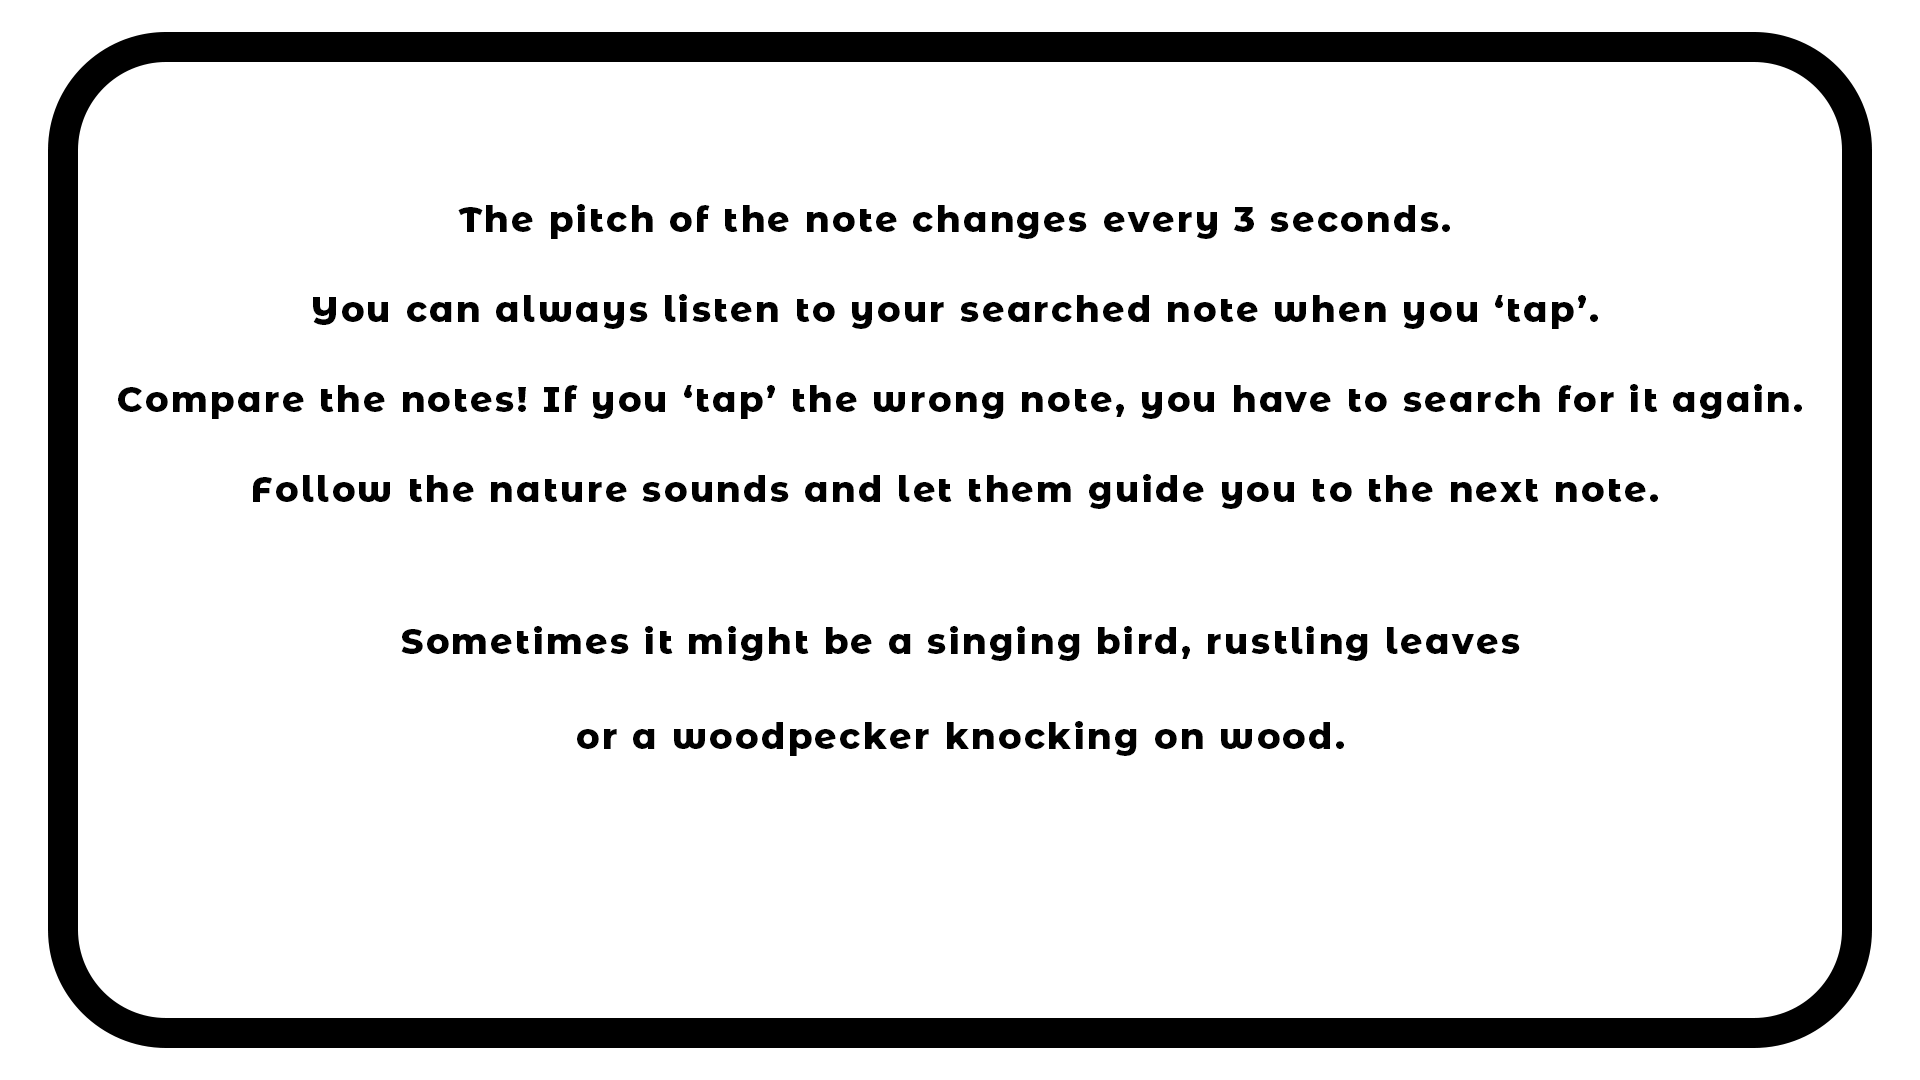 The pitch of the note changes every 3 seconds.
You can always listen to your searched note when you ‘tap’.
Compare the notes! If you ‘tap’ the wrong note, you have to search for it again.
Follow the nature sounds and let them guide you to the next note.
Sometimes it might be a singing bird, rustling leaves
or a woodpecker knocking on wood.